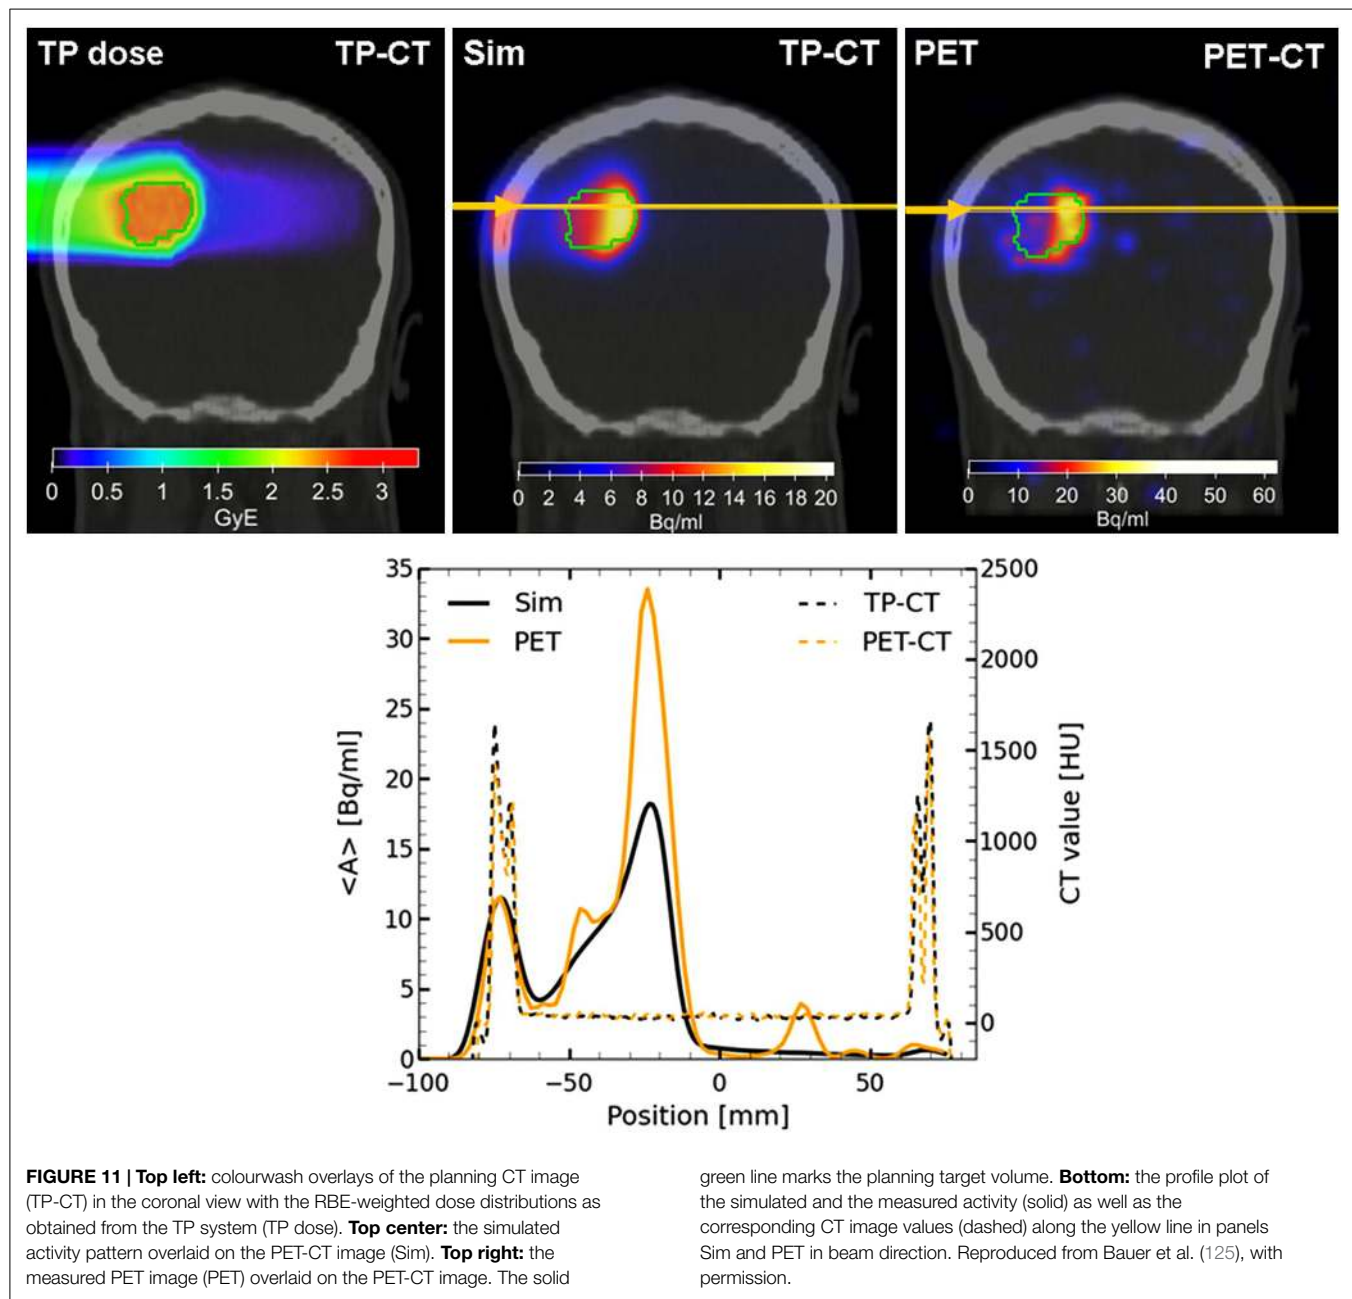 TP dose TP-CT
Sim TP-CT
PET PET-CT
0 0.5 1 1.5 2 2.5 3
GyE
0 2 4 6 8 10 12 14 16 18 20
Bq/ml
0 10 20 30 40 50 60
Bq/ml
35
30
25
20
15
10
5
0
<A> [Bq/ml]
Sim
PET
TP-CT
PET-CT
2500
2000
1500
1000
500
0
CT value [HU]
−100 −50 0 50
Position [mm]
FIGURE 11 | Top left: colourwash overlays of the planning CT image
(TP-CT) in the coronal view with the RBE-weighted dose distributions as
obtained from the TP system (TP dose). Top center: the simulated
activity pattern overlaid on the PET-CT image (Sim). Top right: the
measured PET image (PET) overlaid on the PET-CT image. The solid
green line marks the planning target volume. Bottom: the profile plot of
the simulated and the measured activity (solid) as well as the
corresponding CT image values (dashed) along the yellow line in panels
Sim and PET in beam direction. Reproduced from Bauer et al. (125), with
permission.